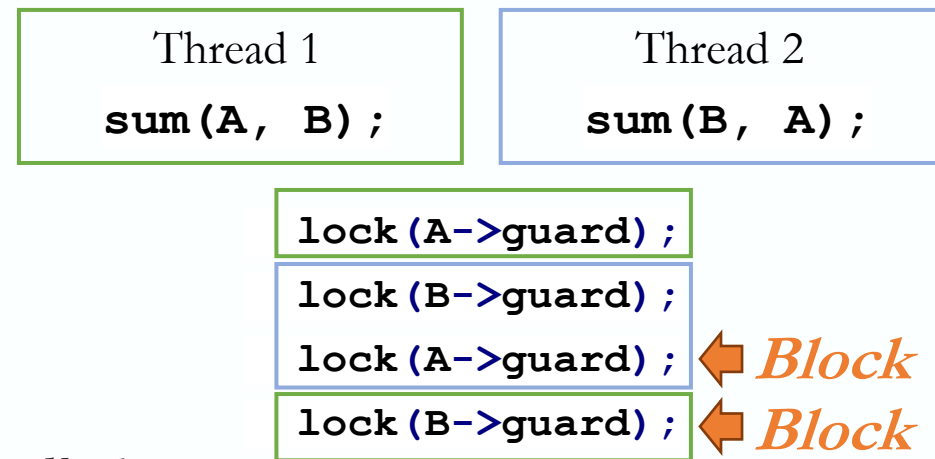 Thread 1
sum(A, B);
Thread 2
sum(B, A);
lock(A->guard);
lock(B->guard);
lock(A->guard); Block
lock(B->guard); Block